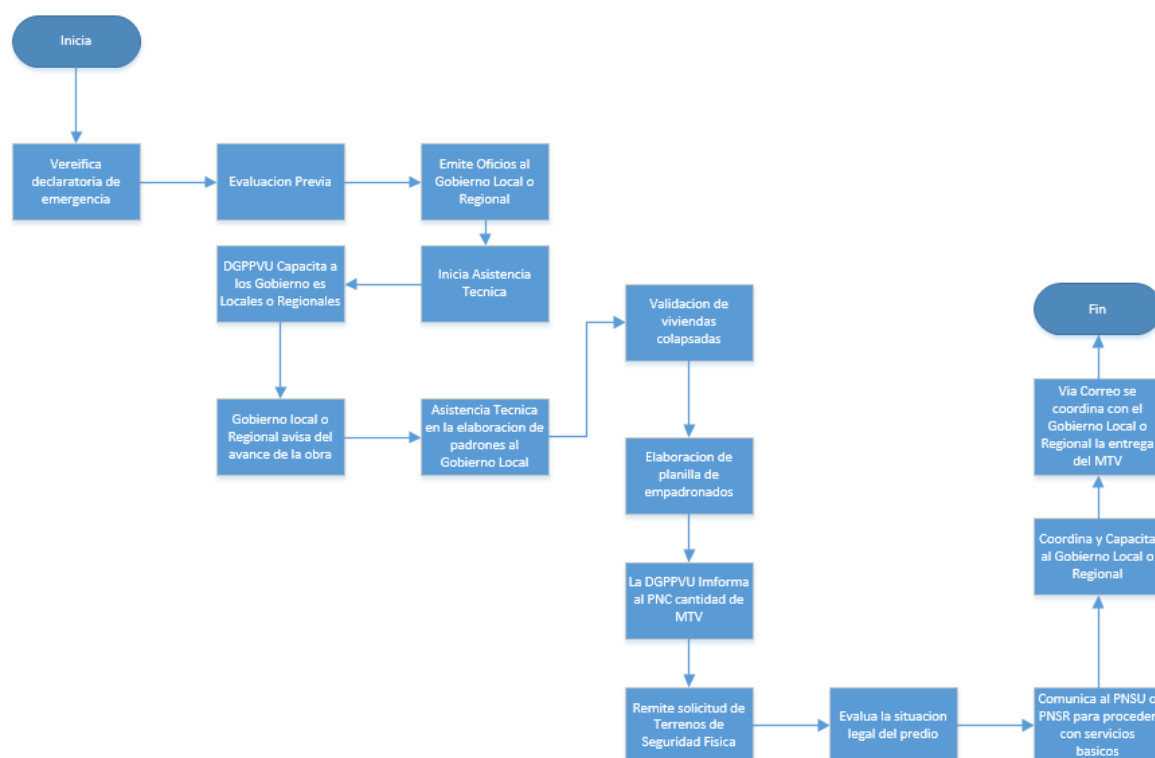 Inicia
Vereifica
declaratoria de
emergencia
Evaluacion Previa
Emite Oficios al
Gobierno Local o
Regional
Inicia Asistencia
Tecnica
DGPPVU Capacita a
los Gobierno es
Locales o Regionales
Gobierno local o
Regional avisa del
avance de la obra
Asistencia Tecnica
en la elaboracion de
padrones al
Gobierno Local
Validacion de
viviendas
colapsadas
Elaboracion de
planilla de
empadronados
La DGPPVU Imforma
al PNC cantidad de
MTV
Remite solicitud de
Terrenos de
Seguridad Fisica
Evalua la situacion
legal del predio
Comunica al PNSU o
PNSR para proceder
con servicios
basicos
Coordina y Capacita
al Gobierno Local o
Regional
Via Correo se
coordina con el
Gobierno Local o
Regional la entrega
del MTV
Fin